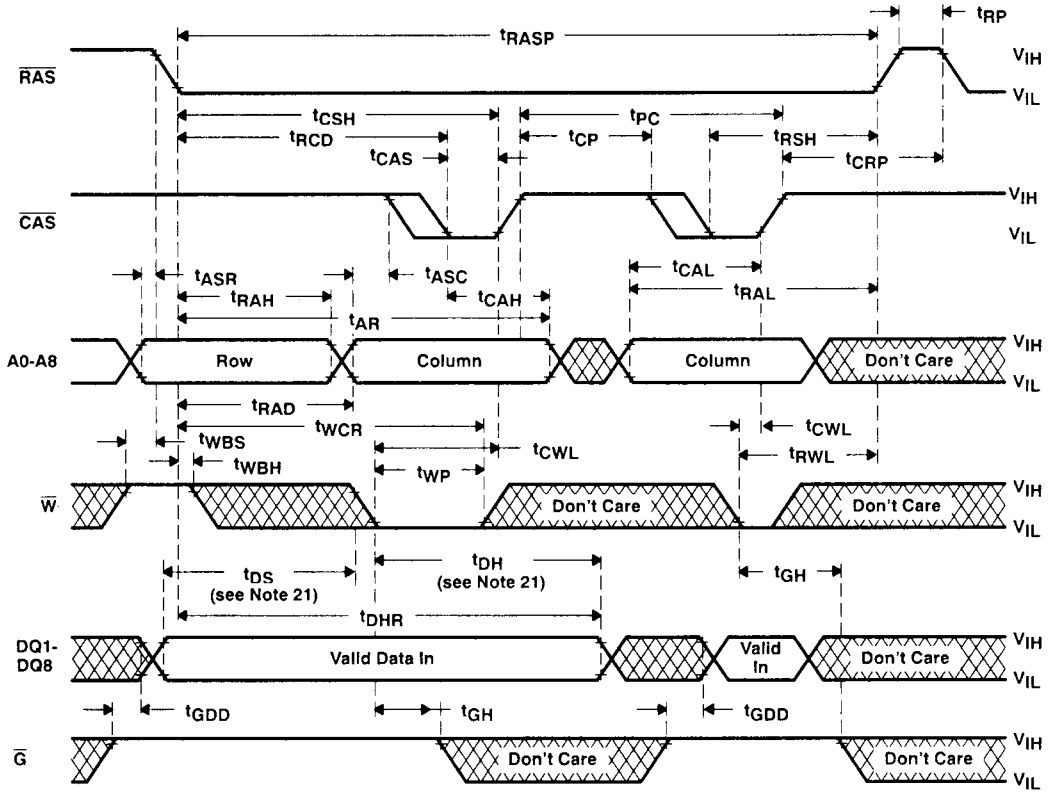 tRP
tRASP
RAS
VIH
VIL
tCSH
tPC
tRCD
tCP
tRSH
tCAS
tCRP
CAS
VIH
VIL
tASR
tASC
tCAL
tRAH
tCAH
tRAL
tAR
A0-A8
Row
Column
Column
Don't Care
VIH
VIL
tRAD
tWCR
tWBS
tCWL
tCWL
tWBH
tWP
tRWL
W
Don't Care
Don't Care
VIH
VIL
tDS
(see Note 21)
tDH
(see Note 21)
tGH
tDHR
DQ1-
DQ8
Valid Data In
Valid
In
Don't Care
VIH
VIL
tGDD
tGH
tGDD
G
Don't Care
Don't Care
VIH
VIL